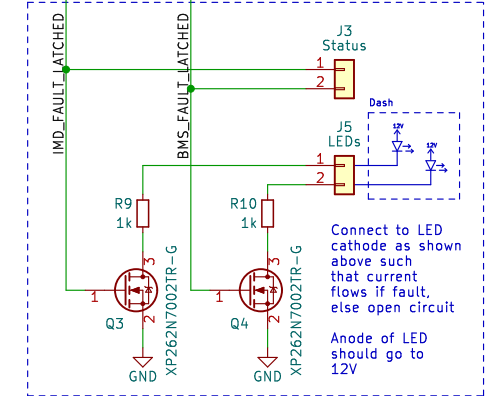 IMD_FAULT_LATCHED
BMS_FAULT_LATCHED
J3
Status
1
2
Dash
12V
12V
J5
LEDs
1
2
R9
1k
R10
1k
3
1
2
Q3
XP262N7002TR-G
GND
3
1
2
Q4
XP262N7002TR-G
GND
Connect to LED
cathode as shown
above such
that current
flows if fault,
else open circuit
Anode of LED
should go to
12V